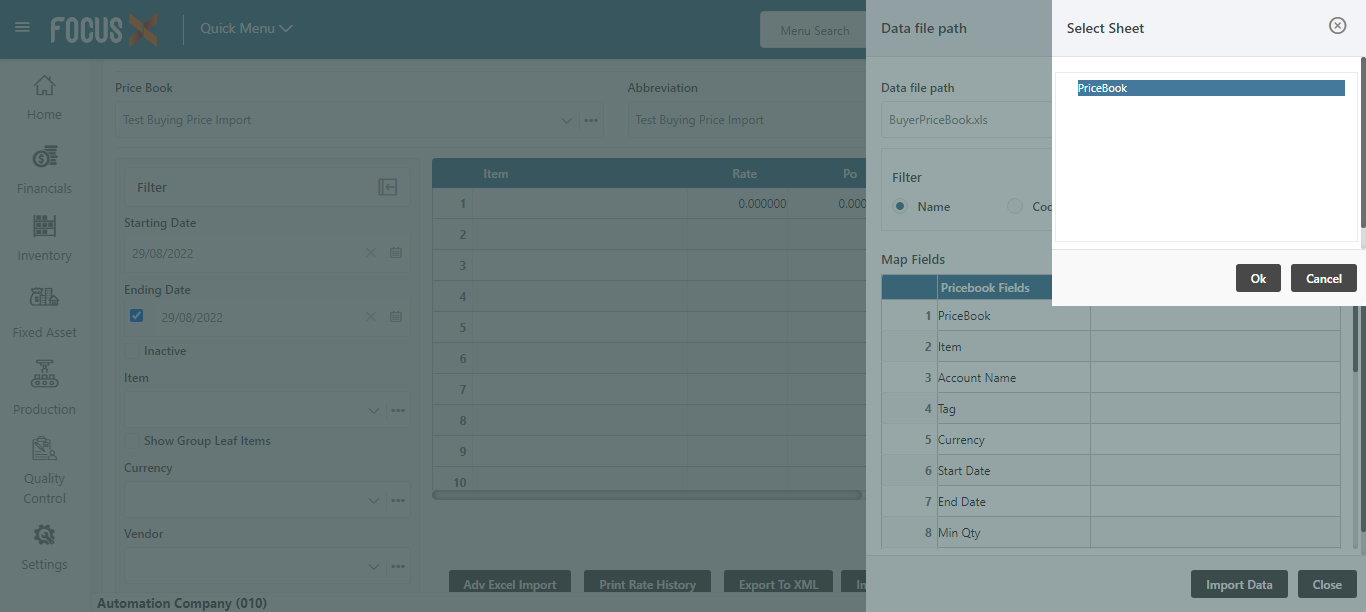 FOCUS X
Quick Menu
Menu Search
Home
Financials
Inventory
Fixed Asset
Production
Quality
Control
Settings
Price Book
Test Buying Price Import
Abbreviation
Test Buying Price Import
Filter
Starting Date
29/08/2022
Ending Date
29/08/2022
Inactive
Item
Show Group Leaf Items
Currency
Vendor
Item Rate Po
1 0.000000 0.000
2
3
4
5
6
7
8
9
10
Adv Excel Import
Print Rate History
Export To XML
Automation Company (010)
Data file path
Data file path
BuyerPriceBook.xls
Filter
Name
Map Fields
Pricebook Fields
1 PriceBook
2 Item
3 Account Name
4 Tag
5 Currency
6 Start Date
7 End Date
8 Min Qty
Import Data
Close
Select Sheet
PriceBook
Ok
Cancel